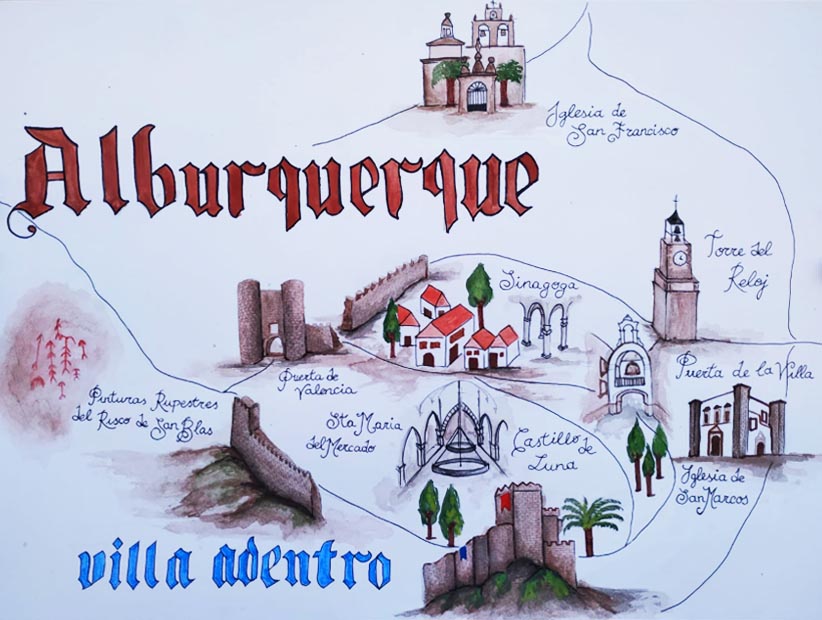 Iglesia de
San Francisco
Alburquerque
Torre del
Reloj
Sinagoga
Puerta de
Valencia
Puerta de la Villa
Pinturas Rupestres
del Risco de San Blas
Sta Maria
del Mercado
Castillo de
Luna
Iglesia de
San Marcos
villa adentro